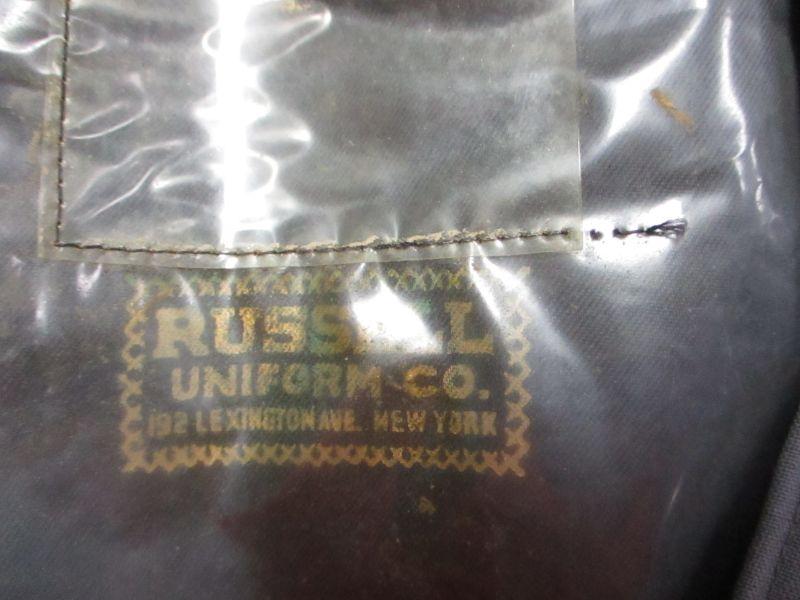 RUSSELL
UNIFORM CO.
192 LEXINGTON AVE. NEW YORK